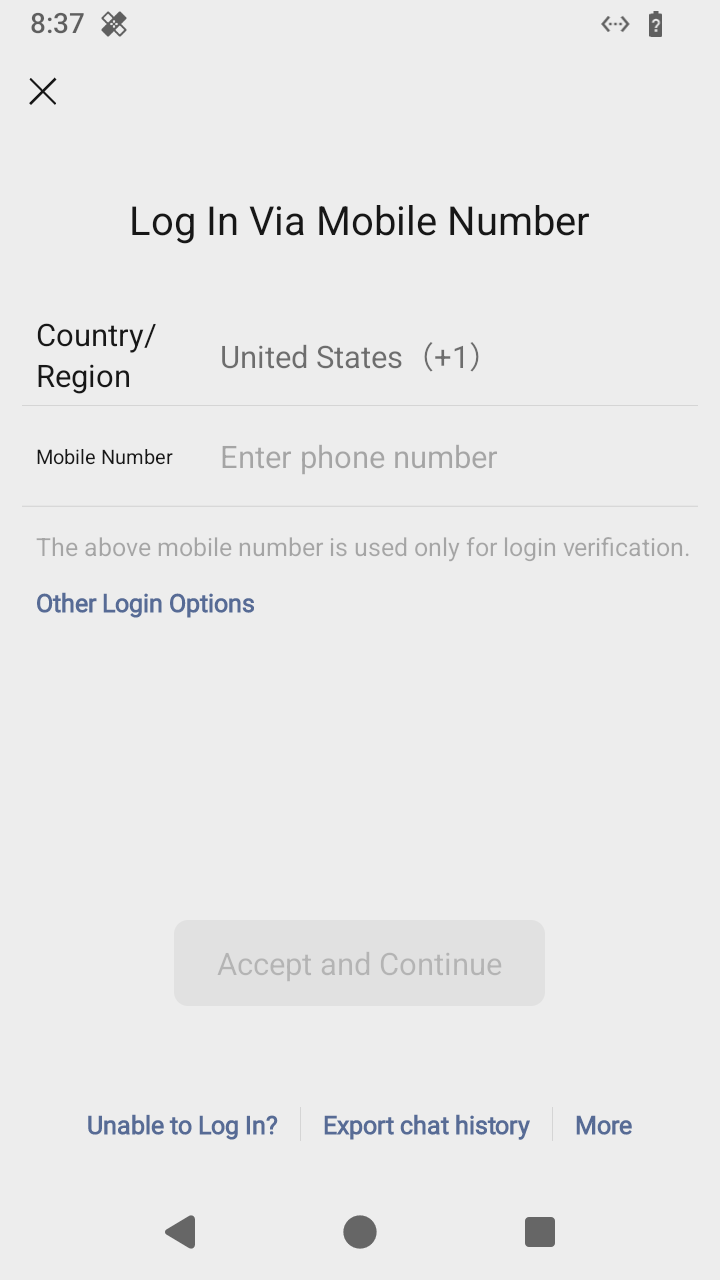 8:37
Log In Via Mobile Number
Country/
Region
United States（+1）
Mobile Number
Enter phone number
The above mobile number is used only for login verification.
Other Login Options
Accept and Continue
Unable to Log In?
Export chat history
More